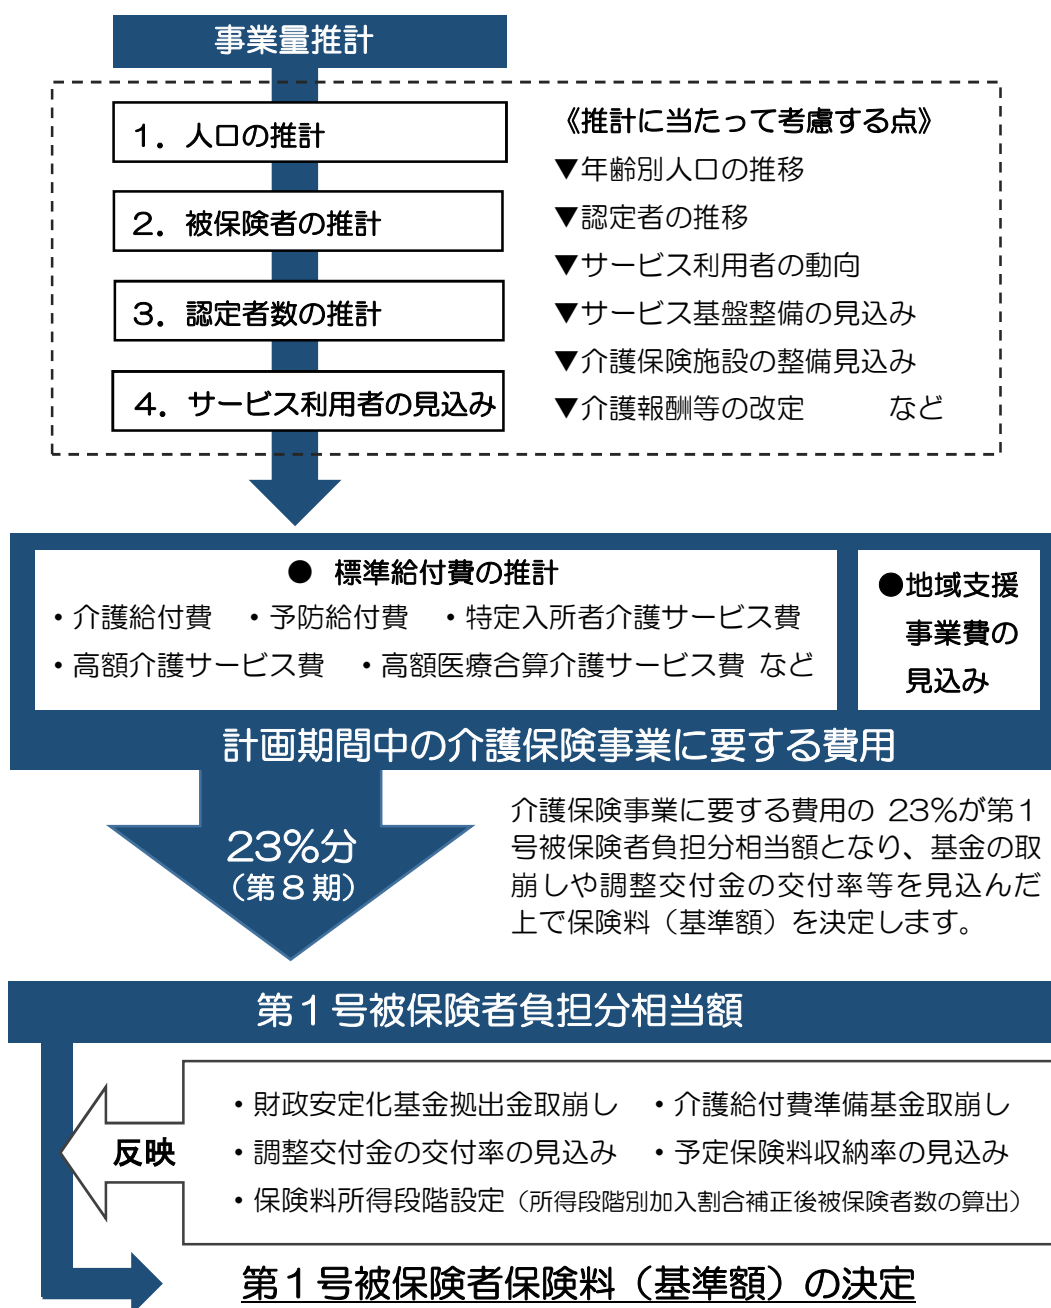 事業量推計
1．人口の推計
2．被保険者の推計
3．認定者数の推計
4．サービス利用者の見込み
《推計に当たって考慮する点》
▼年齢別人口の推移
▼認定者の推移
▼サービス利用者の動向
▼サービス基盤整備の見込み
▼介護保険施設の整備見込み
▼介護報酬等の改定　　　など
●　標準給付費の推計
・介護給付費　・予防給付費　・特定入所者介護サービス費
・高額介護サービス費　・高額医療合算介護サービス費 など
●地域支援
事業費の
見込み
計画期間中の介護保険事業に要する費用
23％分
（第8期）
介護保険事業に要する費用の 23％が第1
号被保険者負担分相当額となり、基金の取
崩しや調整交付金の交付率等を見込んだ
上で保険料（基準額）を決定します。
第1号被保険者負担分相当額
反映
・財政安定化基金拠出金取崩し　・介護給付費準備基金取崩し
・調整交付金の交付率の見込み　・予定保険料収納率の見込み
・保険料所得段階設定（所得段階別加入割合補正後被保険者数の算出）
第1号被保険者保険料（基準額）の決定